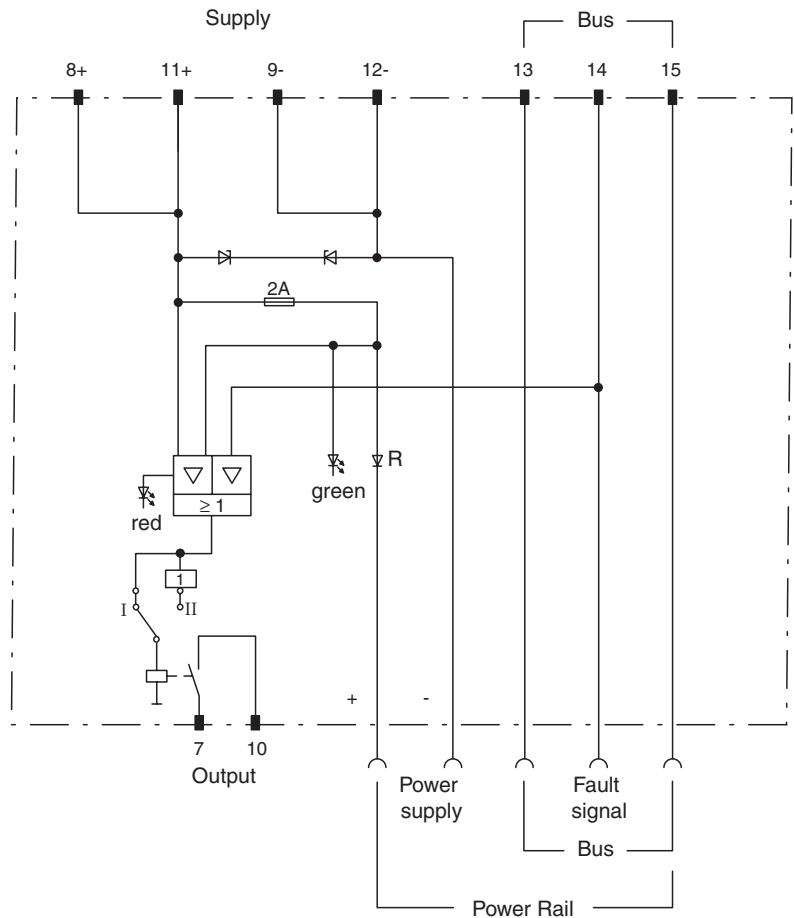 Supply
Bus
8+ 11+ 9- 12- 13 14 15
2A
R
green
≥ 1
red
1
I II
+ -
7 10
Output
Power supply
Fault signal
Bus
Power Rail